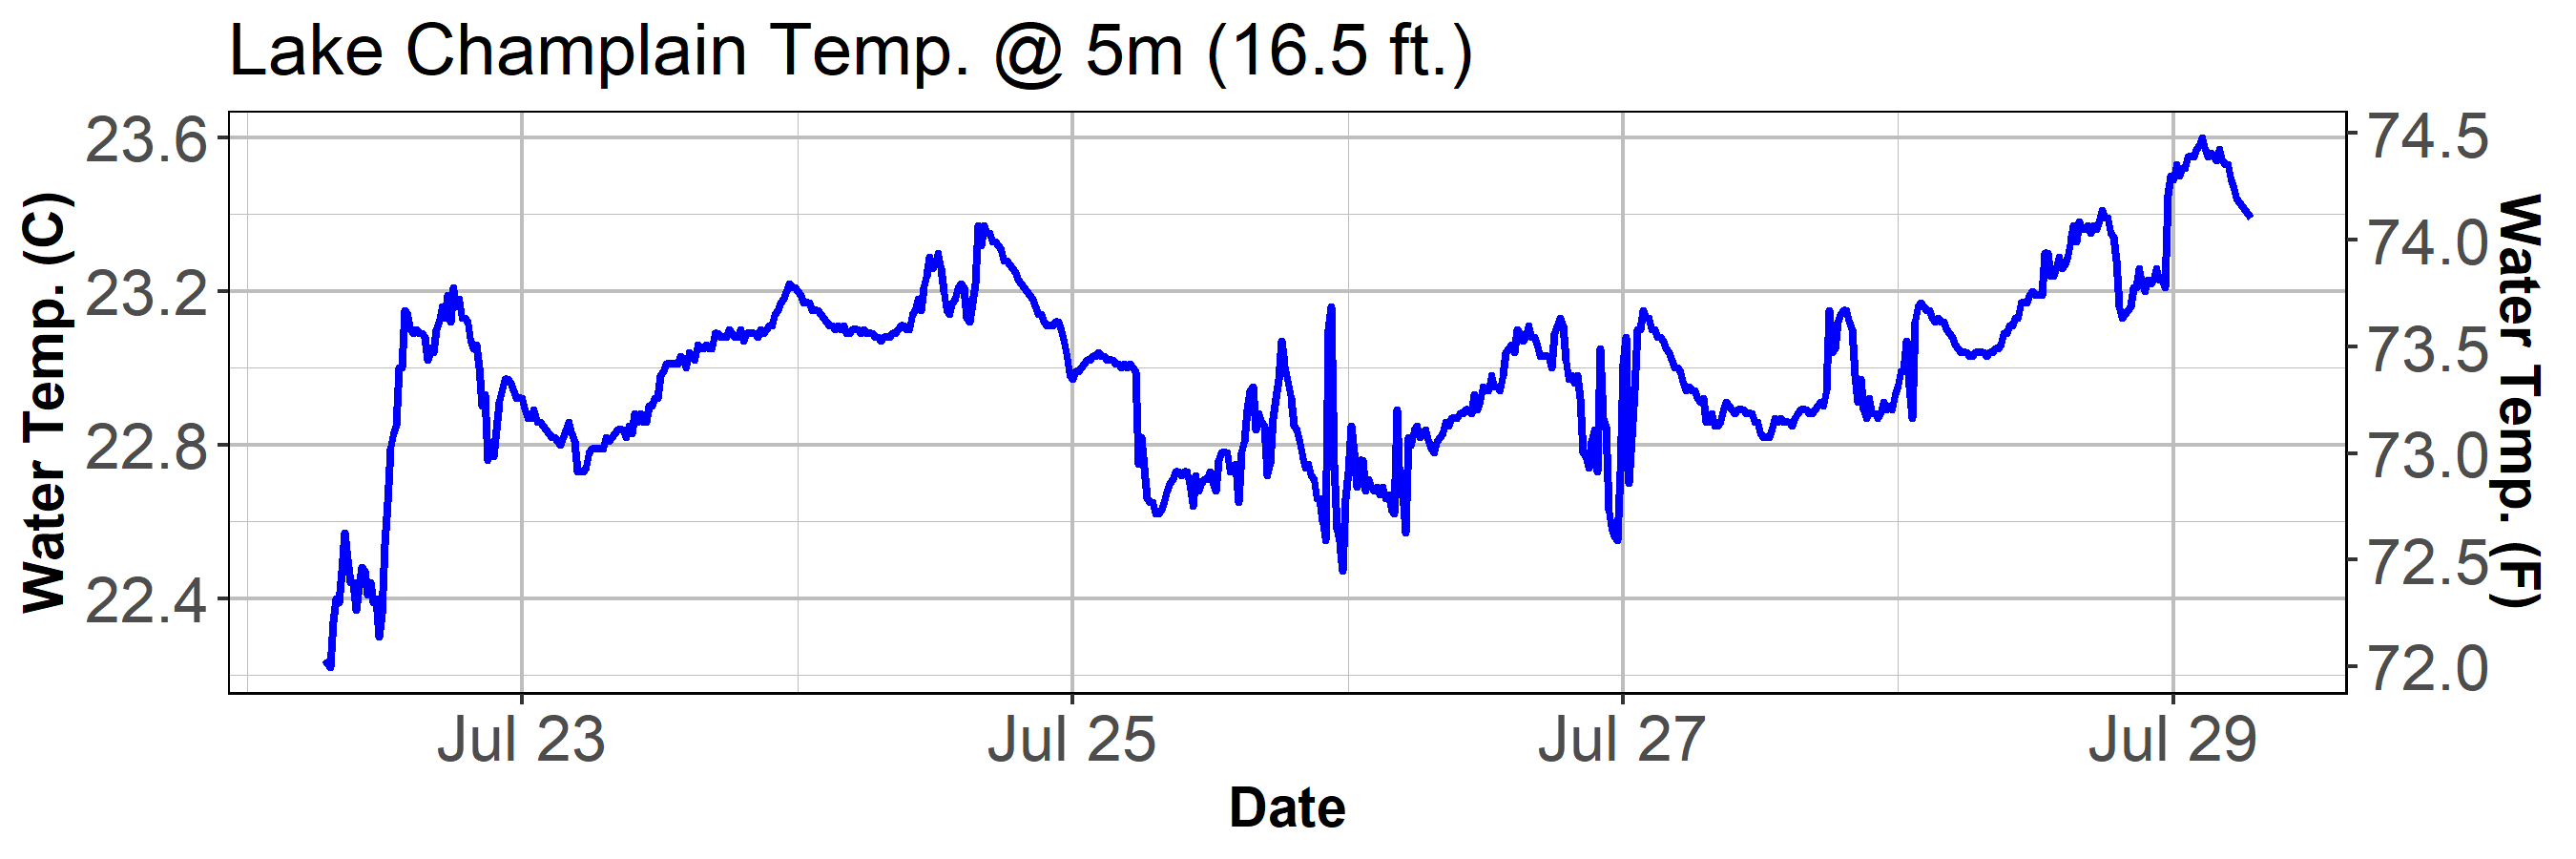 Lake Champlain Temp. @ 5m (16.5 ft.)
Water Temp. (C)
23.6
23.2
22.8
22.4
74.5
74.0
73.5
73.0
72.5
72.0
Water Temp. (F)
Jul 23
Jul 25
Jul 27
Jul 29
Date